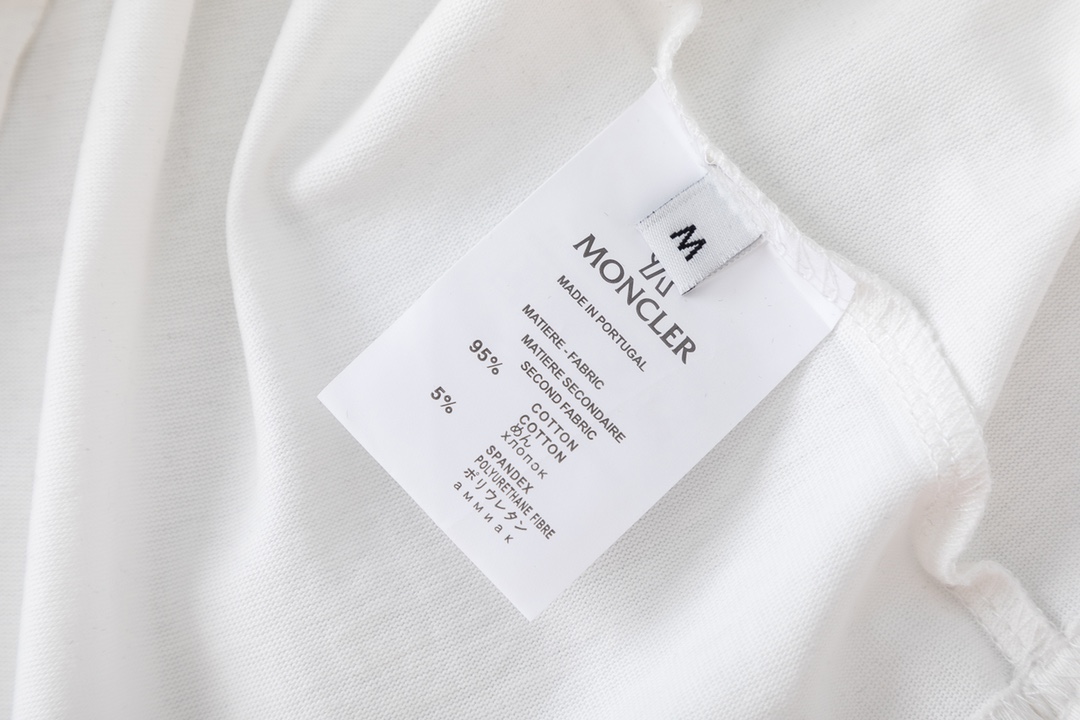 M
MONCLER
MADE IN PORTUGAL
MATIERE - FABRIC
MATIERE SECONDAIRE
SECOND FABRIC
95%
COTTON
COTTON
めん
хлопок
5%
SPANDEX
POLYURETHANE FIBRE
ポリウレタン
аммиак